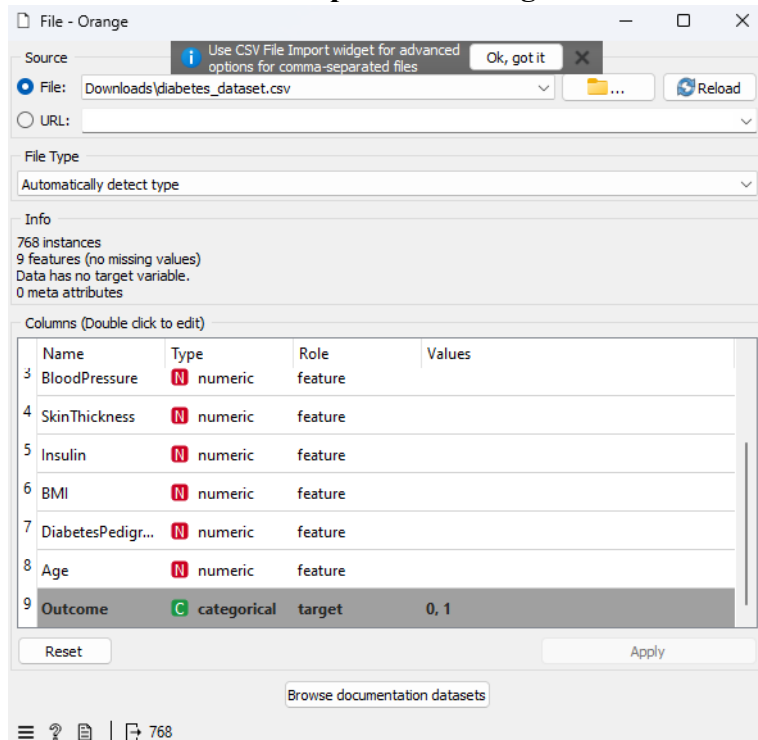 File - Orange
Source
Use CSV File Import widget for advanced
options for comma-separated files
Ok, got it
File: Downloads\diabetes_dataset.csv ... Reload
URL:
File Type
Automatically detect type
Info
768 instances
9 features (no missing values)
Data has no target variable.
0 meta attributes
Columns (Double click to edit)
Name Type Role Values
3 BloodPressure N numeric feature
4 SkinThickness N numeric feature
5 Insulin N numeric feature
6 BMI N numeric feature
7 DiabetesPedigr... N numeric feature
8 Age N numeric feature
9 Outcome C categorical target 0, 1
Reset Apply
Browse documentation datasets
768